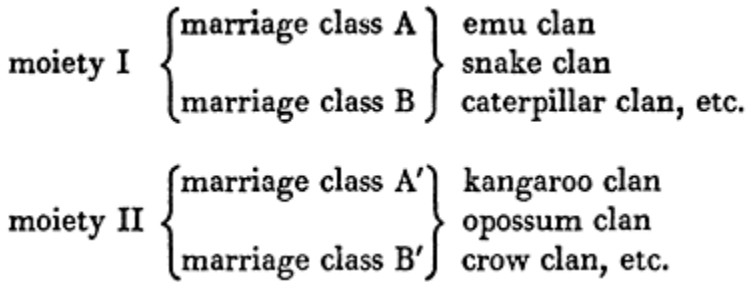 marriage class A emu clan
moiety I snake clan
marriage class B caterpillar clan, etc.
marriage class A′ kangaroo clan
moiety II opossum clan
marriage class B′ crow clan, etc.